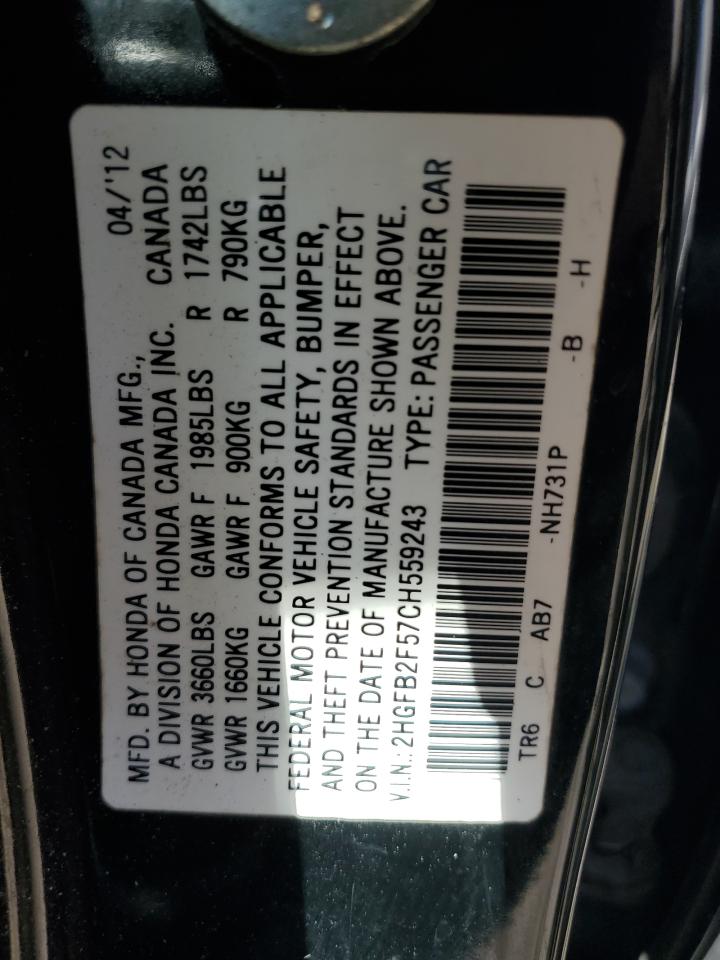 MFD. BY HONDA OF CANADA MFG., 04/'12
A DIVISION OF HONDA CANADA INC. CANADA
GVWR 3660LBS GAWR F 1985LBS R 1742LBS
GVWR 1660KG GAWR F 900KG R 790KG
THIS VEHICLE CONFORMS TO ALL APPLICABLE
FEDERAL MOTOR VEHICLE SAFETY, BUMPER,
AND THEFT PREVENTION STANDARDS IN EFFECT
ON THE DATE OF MANUFACTURE SHOWN ABOVE.
V.I.N.: 2HGFB2F57CH559243 TYPE: PASSENGER CAR
TR6 C AB7 -NH731P -B -H